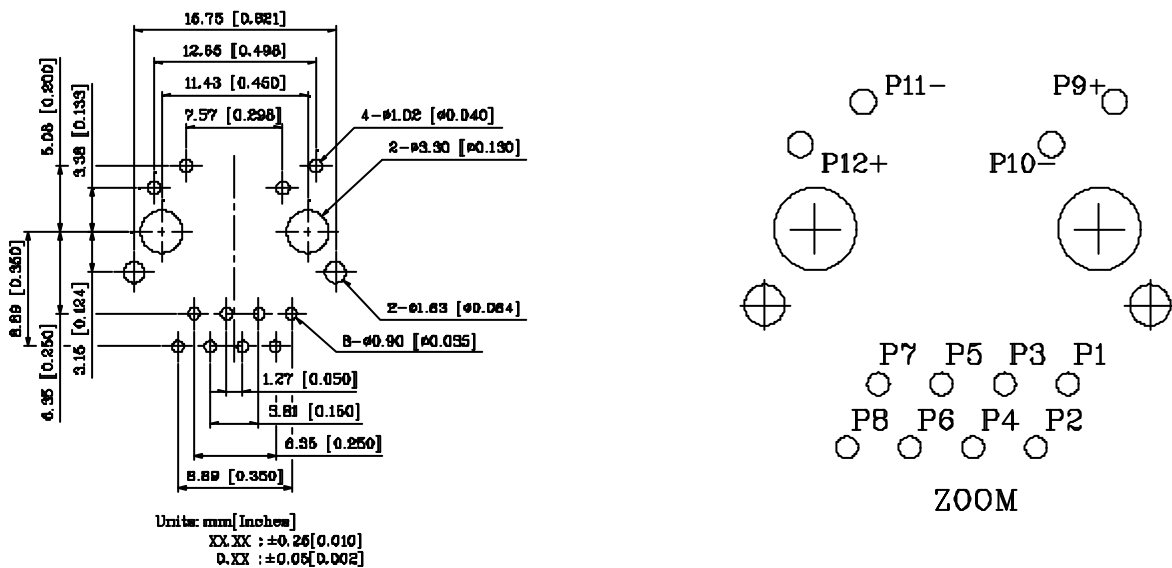 15.75 [0.621]
12.65 [0.498]
11.43 [0.450]
7.57 [0.298]
5.08 [0.200]
3.38 [0.133]
4-ø1.02 [ø0.040]
2-ø3.30 [ø0.130]
8.89 [0.350]
6.35 [0.250]
3.15 [0.124]
2-ø1.63 [ø0.064]
8-ø0.90 [ø0.035]
1.27 [0.050]
3.81 [0.150]
6.35 [0.250]
8.89 [0.350]
Units: mm[Inches]
XX.XX : ±0.25[0.010]
0.XX : ±0.05[0.002]
P11-
P9+
P12+
P10-
P7 P5 P3 P1
P8 P6 P4 P2
ZOOM